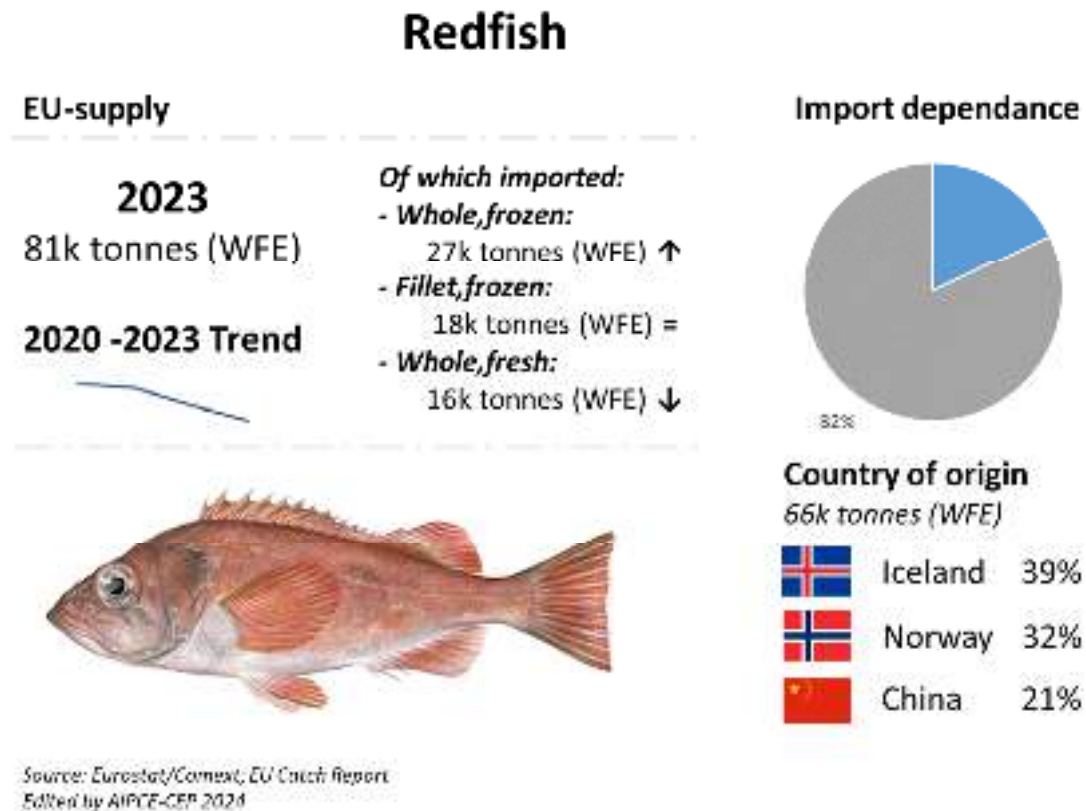 Redfish
EU-supply
2023
81k tonnes (WFE)
2020 -2023 Trend
Of which imported:
- Whole,frozen:
27k tonnes (WFE) ↑
- Fillet,frozen:
18k tonnes (WFE) =
- Whole,fresh:
16k tonnes (WFE) ↓
Import dependance
82%
Country of origin
66k tonnes (WFE)
Iceland 39%
Norway 32%
China 21%
Source: Eurostat/Comext; EU Catch Report
Edited by AIPCE-CEP 2024